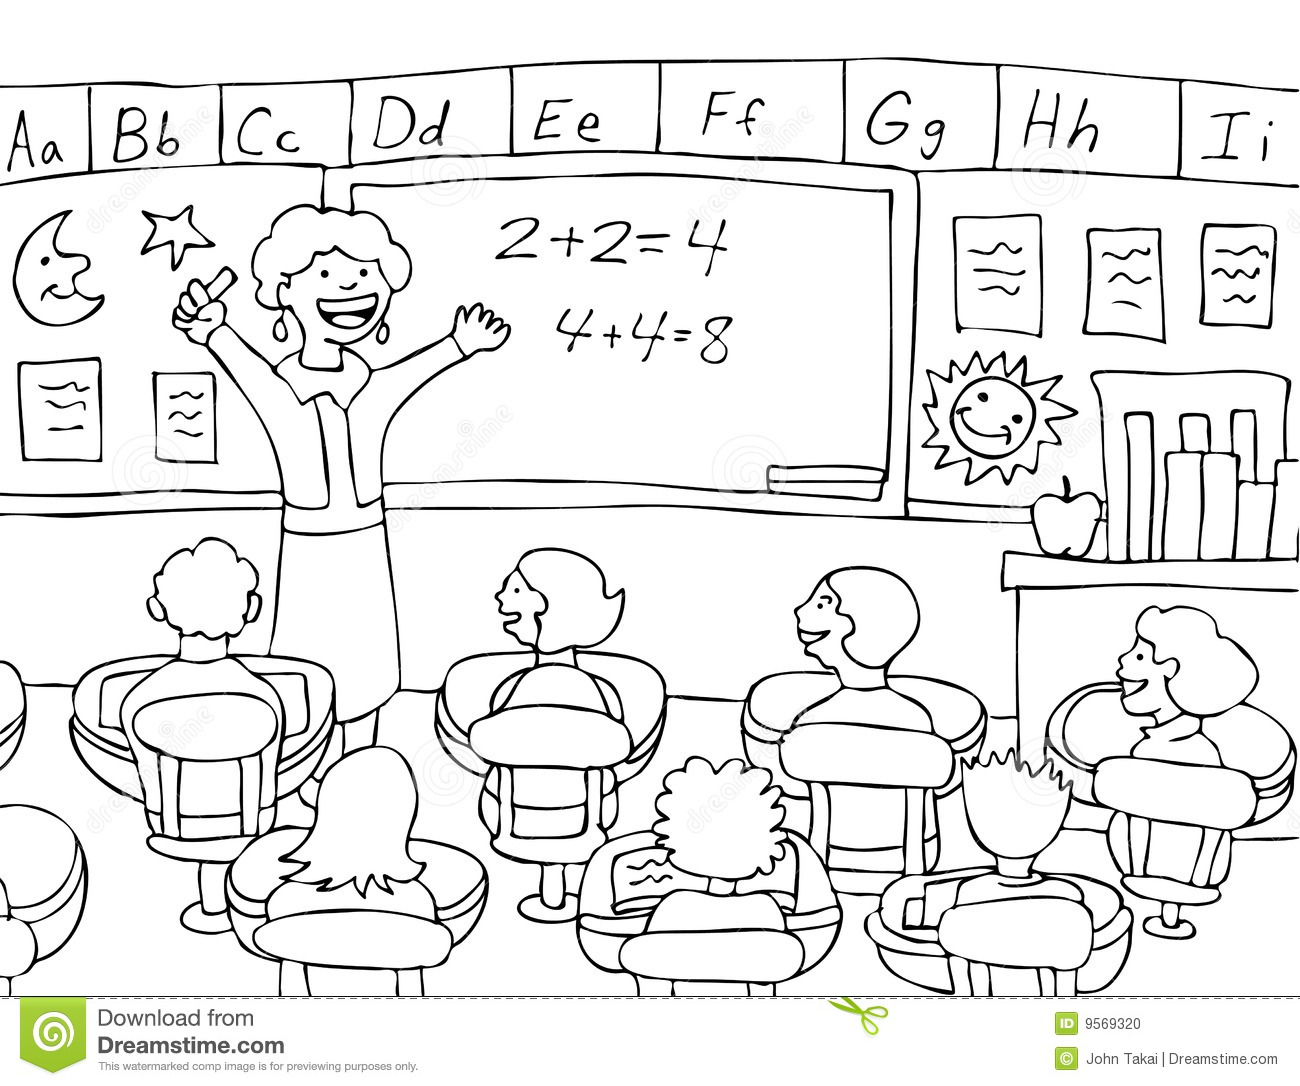 Aa Bb Cc Dd Ee Ff Gg Hh Ii
2+2=4
4+4=8
Download from
Dreamstime.com
This watermarked comp image is for previewing purposes only.
ID 9569320
© John Takai | Dreamstime.com